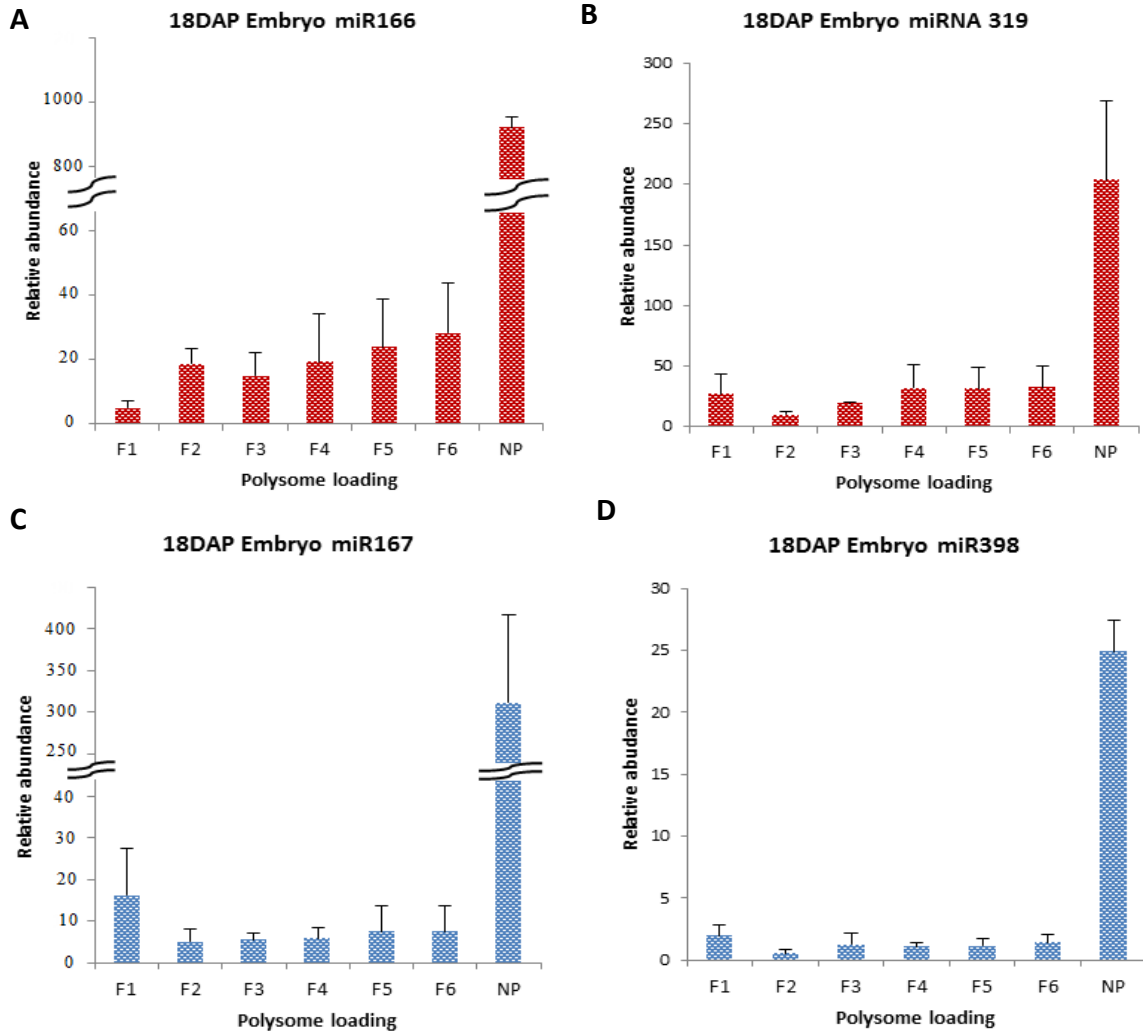 A
18DAP Embryo miR166
Relative abundance
1000
800
60
40
20
0
F1 F2 F3 F4 F5 F6 NP
Polysome loading
B
18DAP Embryo miRNA 319
Relative abundance
300
250
200
150
100
50
0
F1 F2 F3 F4 F5 F6 NP
Polysome loading
C
18DAP Embryo miR167
Relative abundance
400
350
300
250
40
30
20
10
0
F1 F2 F3 F4 F5 F6 NP
Polysome loading
D
18DAP Embryo miR398
Relative abudance
30
25
20
15
10
5
0
F1 F2 F3 F4 F5 F6 NP
Polysome loading